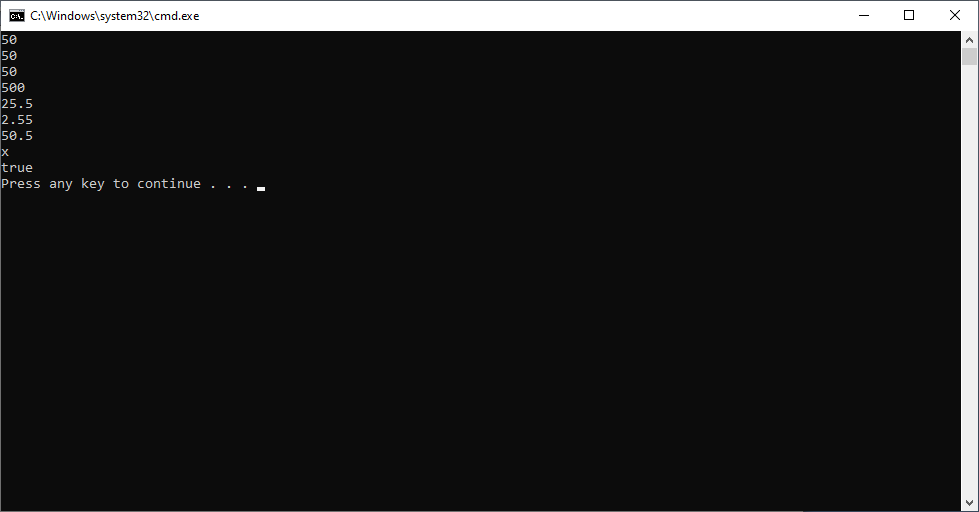 C:\Windows\system32\cmd.exe
50
50
50
500
25.5
2.55
50.5
x
true
Press any key to continue . . .